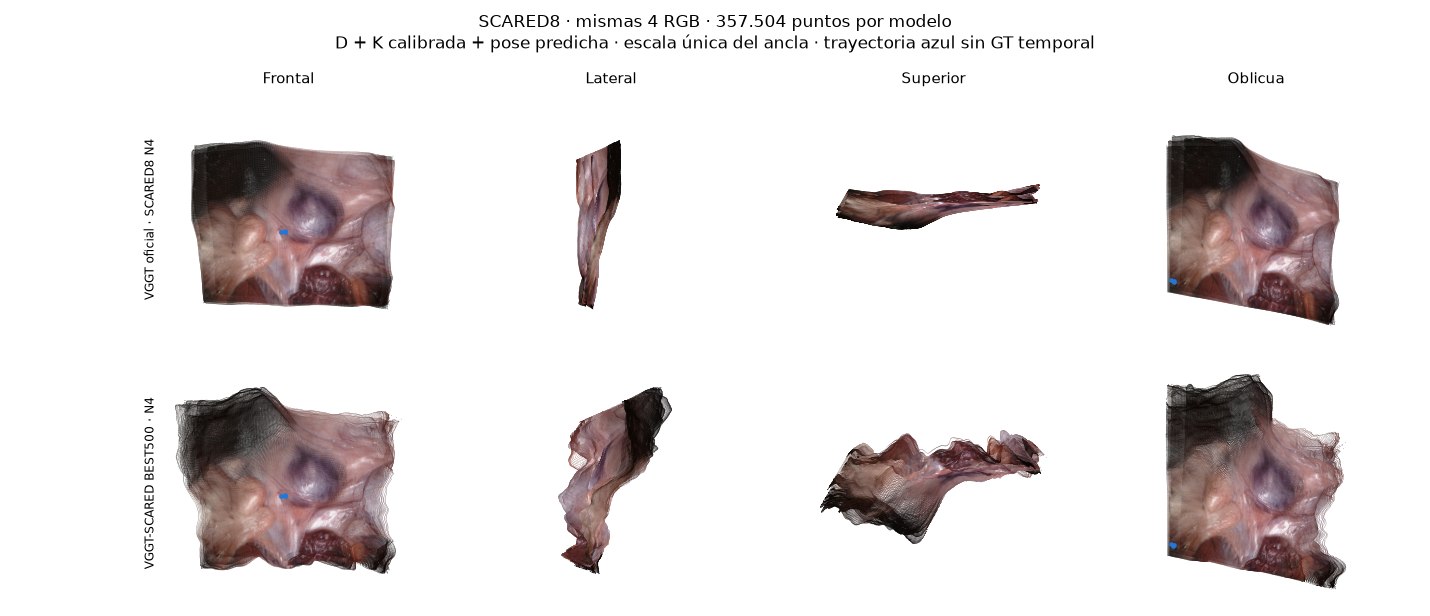 SCARED8 · mismas 4 RGB · 357.504 puntos por modelo
D + K calibrada + pose predicha · escala única del ancla · trayectoria azul sin GT temporal
Frontal
Lateral
Superior
Oblicua
VGGT oficial · SCARED8 N4
VGGT-SCARED BEST500 · N4